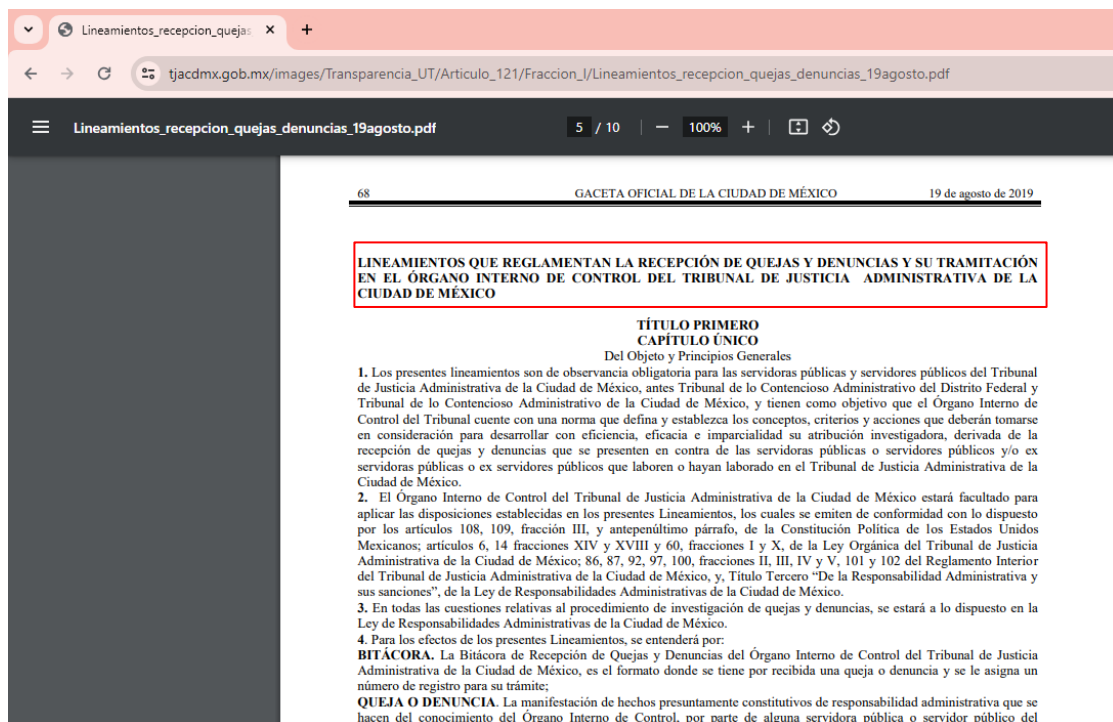 Lineamientos_recepcion_quejas
tjacdmx.gob.mx/images/Transparencia_UT/Articulo_121/Fraccion_I/Lineamientos_recepcion_quejas_denuncias_19agosto.pdf
Lineamientos_recepcion_quejas_denuncias_19agosto.pdf 5 / 10 100%
68 GACETA OFICIAL DE LA CIUDAD DE MÉXICO 19 de agosto de 2019
LINEAMIENTOS QUE REGLAMENTAN LA RECEPCIÓN DE QUEJAS Y DENUNCIAS Y SU TRAMITACIÓN
EN EL ÓRGANO INTERNO DE CONTROL DEL TRIBUNAL DE JUSTICIA ADMINISTRATIVA DE LA
CIUDAD DE MÉXICO
TÍTULO PRIMERO
CAPÍTULO ÚNICO
Del Objeto y Principios Generales
1. Los presentes lineamientos son de observancia obligatoria para las servidoras públicas y servidores públicos del Tribunal
de Justicia Administrativa de la Ciudad de México, antes Tribunal de lo Contencioso Administrativo del Distrito Federal y
Tribunal de lo Contencioso Administrativo de la Ciudad de México, y tienen como objetivo que el Órgano Interno de
Control del Tribunal cuente con una norma que defina y establezca los conceptos, criterios y acciones que deberán tomarse
en consideración para desarrollar con eficiencia, eficacia e imparcialidad su atribución investigadora, derivada de la
recepción de quejas y denuncias que se presenten en contra de las servidoras públicas o servidores públicos y/o ex
servidoras públicas o ex servidores públicos que laboren o hayan laborado en el Tribunal de Justicia Administrativa de la
Ciudad de México.
2. El Órgano Interno de Control del Tribunal de Justicia Administrativa de la Ciudad de México estará facultado para
aplicar las disposiciones establecidas en los presentes Lineamientos, los cuales se emiten de conformidad con lo dispuesto
por los artículos 108, 109, fracción III, y antepenúltimo párrafo, de la Constitución Política de los Estados Unidos
Mexicanos; artículos 6, 14 fracciones XIV y XVIII y 60, fracciones I y X, de la Ley Orgánica del Tribunal de Justicia
Administrativa de la Ciudad de México; 86, 87, 92, 97, 100, fracciones II, III, IV y V, 101 y 102 del Reglamento Interior
del Tribunal de Justicia Administrativa de la Ciudad de México, y, Título Tercero “De la Responsabilidad Administrativa y
sus sanciones”, de la Ley de Responsabilidades Administrativas de la Ciudad de México.
3. En todas las cuestiones relativas al procedimiento de investigación de quejas y denuncias, se estará a lo dispuesto en la
Ley de Responsabilidades Administrativas de la Ciudad de México.
4. Para los efectos de los presentes Lineamientos, se entenderá por:
BITÁCORA. La Bitácora de Recepción de Quejas y Denuncias del Órgano Interno de Control del Tribunal de Justicia
Administrativa de la Ciudad de México, es el formato donde se tiene por recibida una queja o denuncia y se le asigna un
número de registro para su trámite;
QUEJA O DENUNCIA. La manifestación de hechos presuntamente constitutivos de responsabilidad administrativa que se
hacen del conocimiento del Órgano Interno de Control, por parte de alguna servidora pública o servidor público del